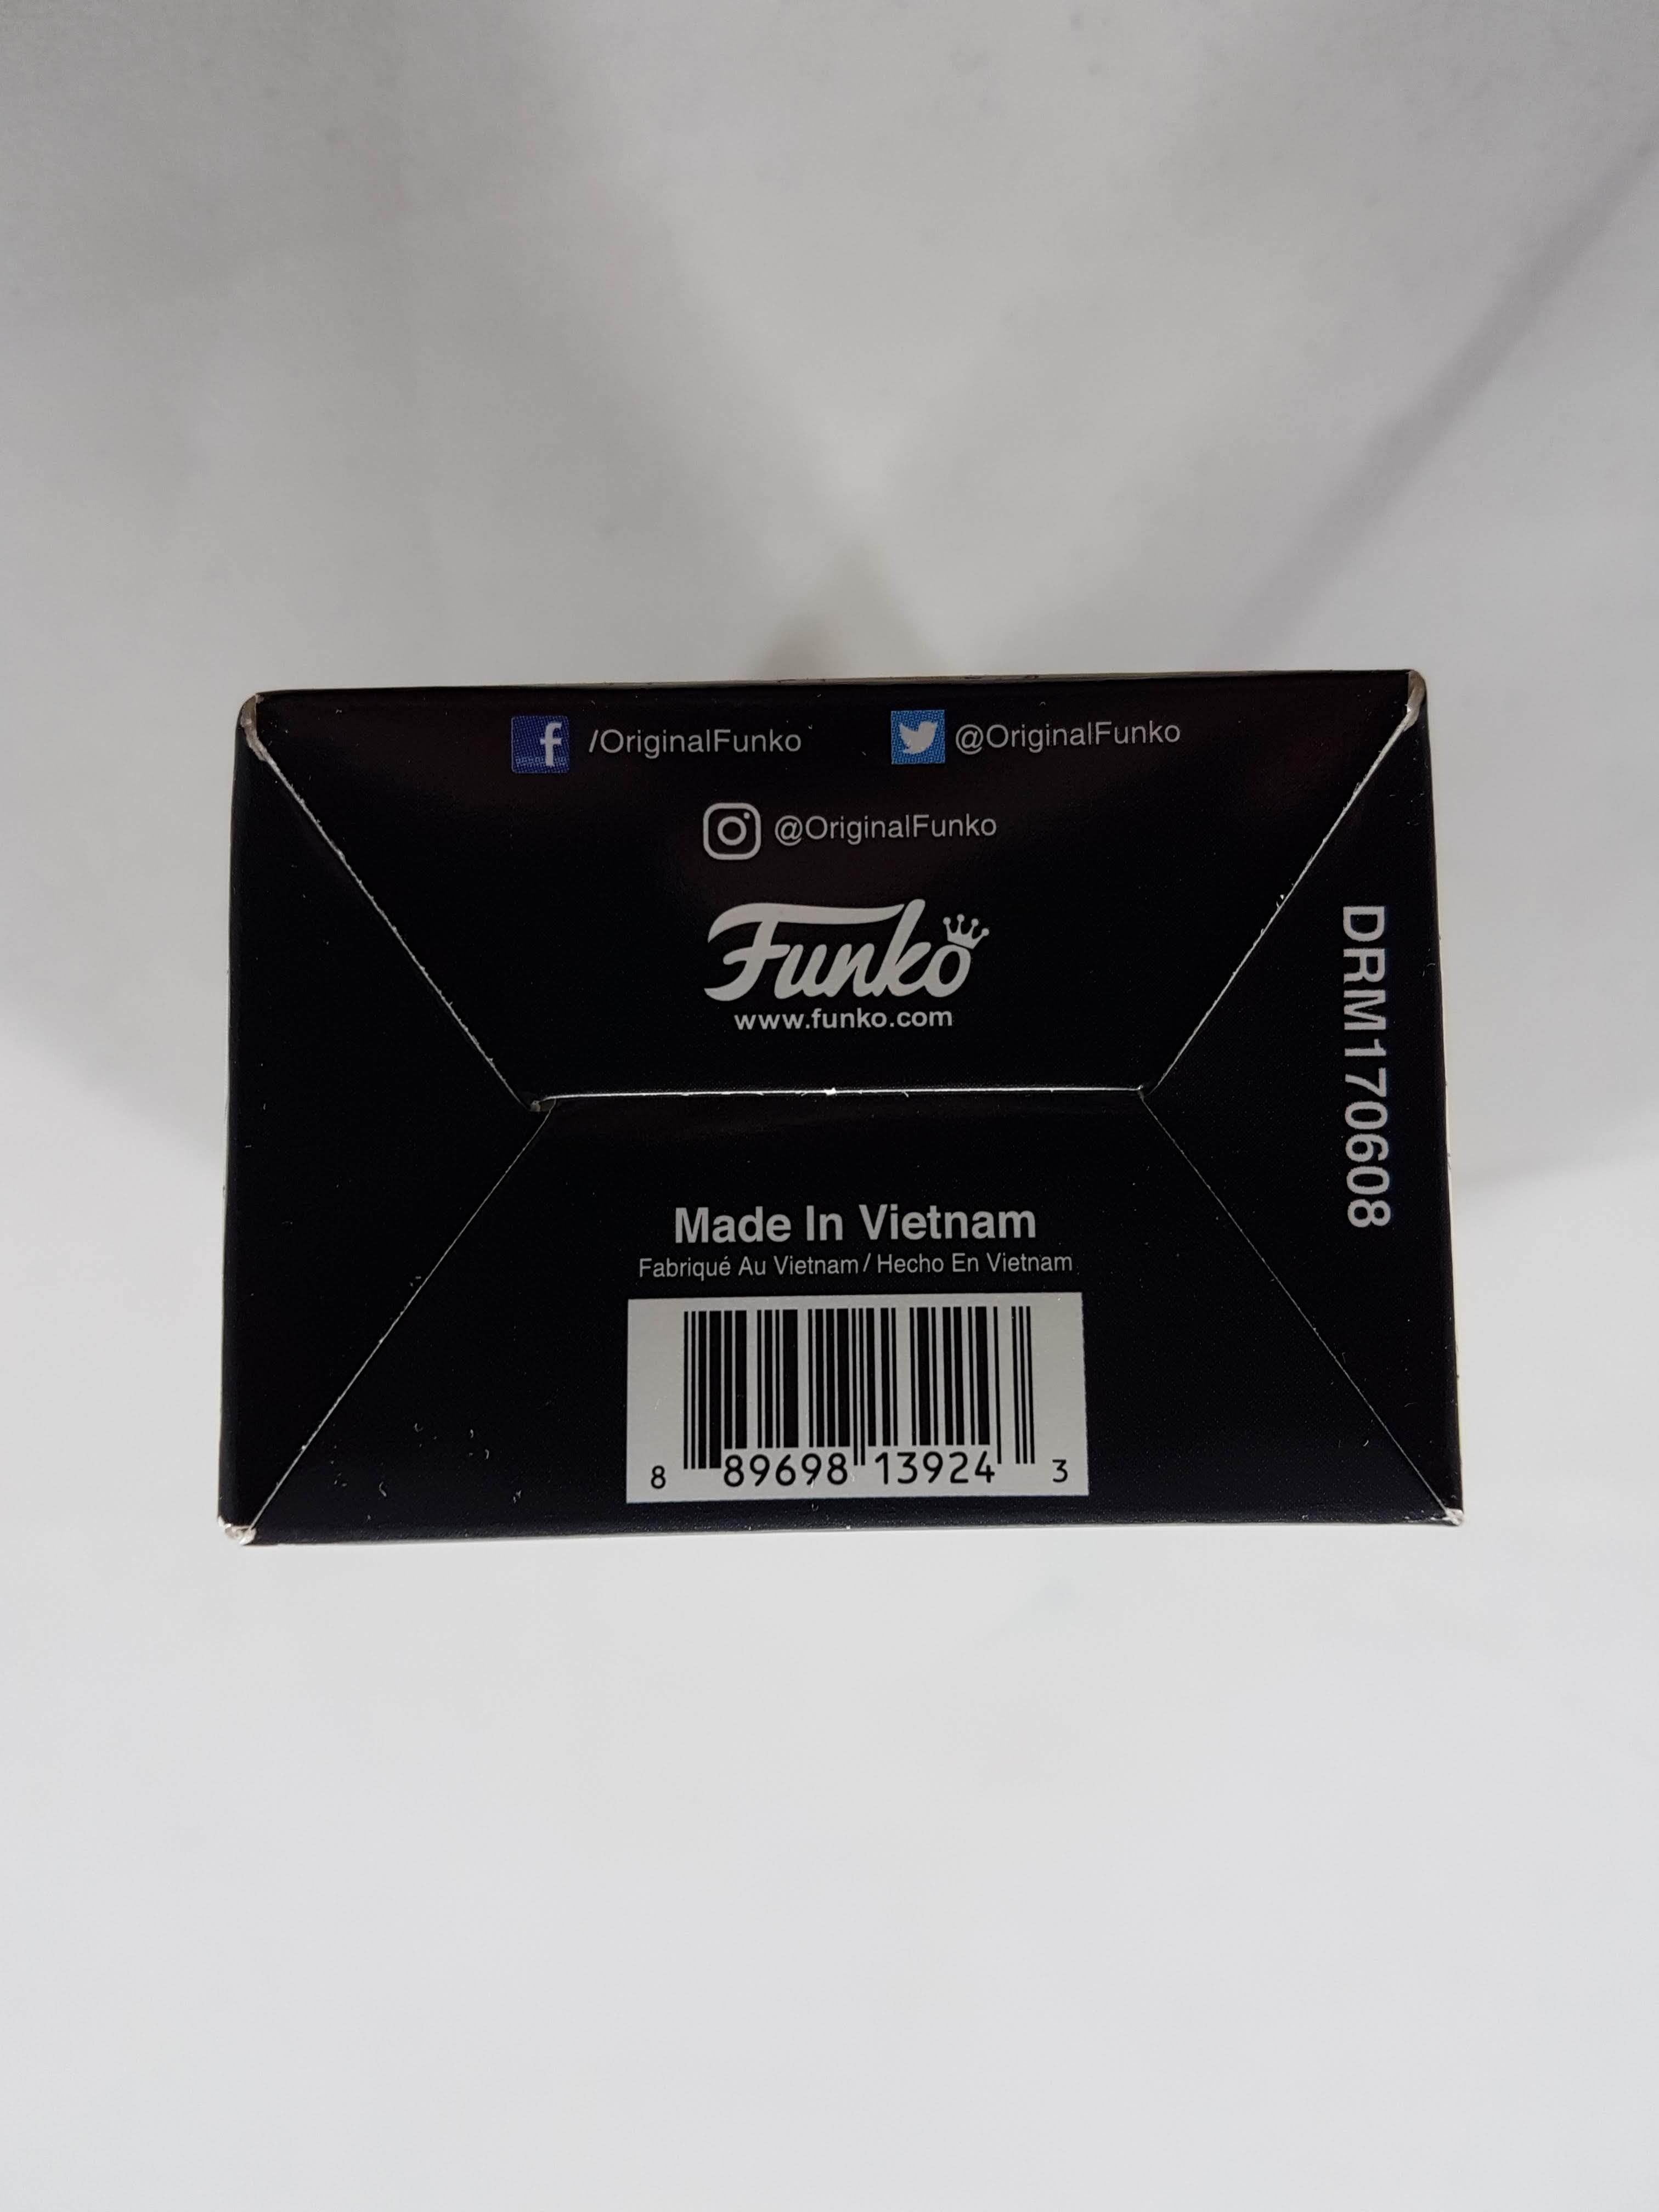 f /OriginalFunko @OriginalFunko
@OriginalFunko
Funko
www.funko.com
DRM170608
Made In Vietnam
Fabriqué Au Vietnam / Hecho En Vietnam
8 89698 13924 3